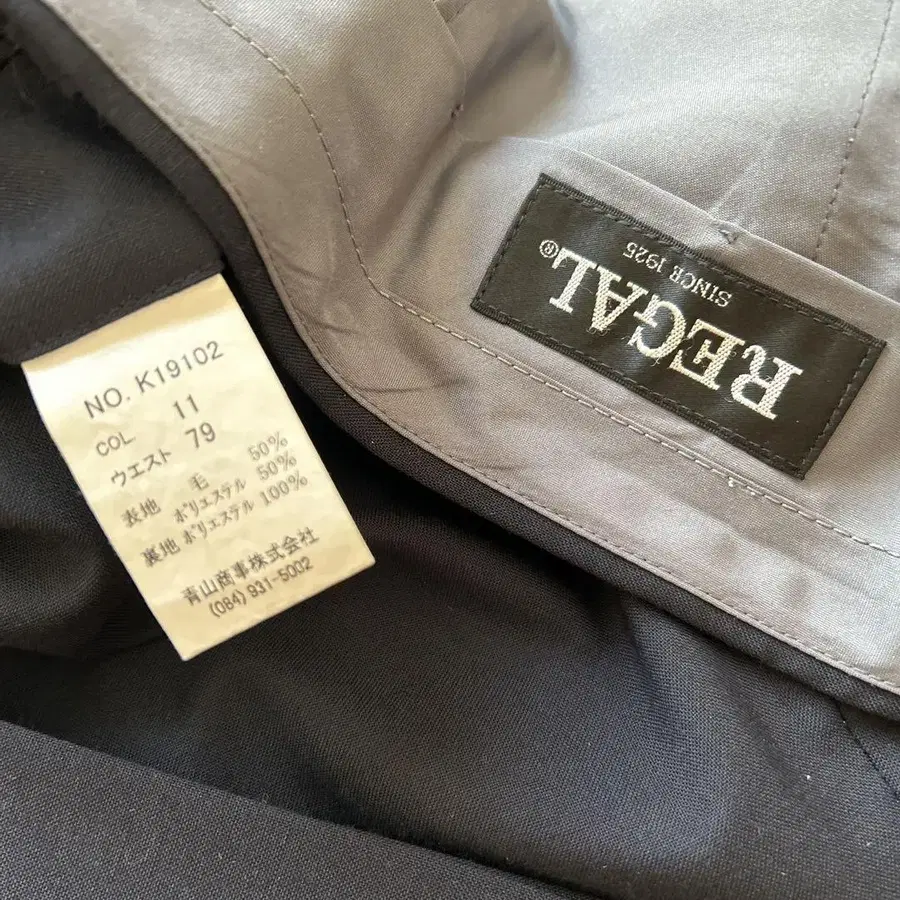 NO. K19102
COL 11
ウエスト 79
表地 毛 50%
ポリエステル 50%
裏地 ポリエステル 100%
青山商事株式会社
(084) 931-5002
REGAL®
SINCE 1925